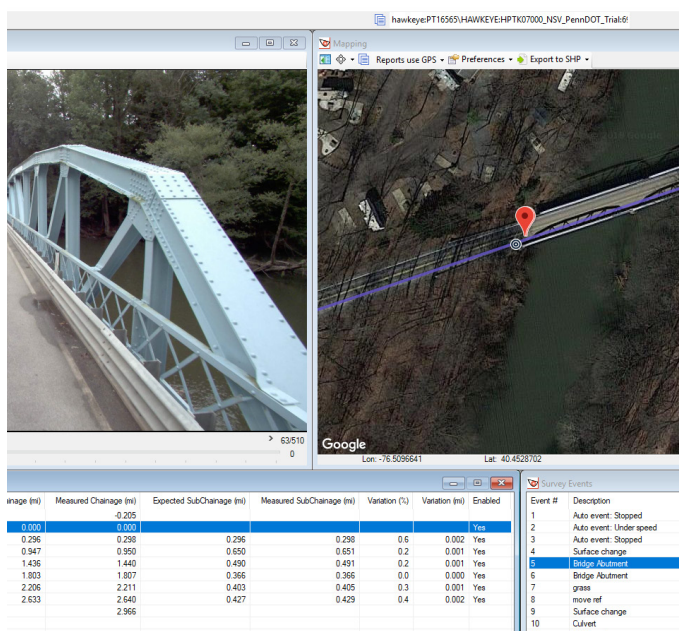 hawkeye:PT16565\HAWKEYE:HPTK07000_NSV_PennDOT_Trial:69
Mapping
Reports use GPS Preferences Export to SHP
Google
63/510
0
Lon: -76.5096641 Lat: 40.4528702
ainage (mi) Measured Chainage (mi) Expected SubChainage (mi) Measured SubChainage (mi) Variation (%) Variation (mi) Enabled
-0.205
0.000 0.000 Yes
0.296 0.298 0.296 0.298 0.6 0.002 Yes
0.947 0.950 0.650 0.651 0.2 0.001 Yes
1.436 1.440 0.490 0.491 0.2 0.001 Yes
1.803 1.807 0.366 0.366 0.0 0.000 Yes
2.206 2.211 0.403 0.405 0.3 0.001 Yes
2.633 2.640 0.427 0.429 0.4 0.002 Yes
2.966
Survey Events
Event # Description
1 Auto event: Stopped
2 Auto event: Under speed
3 Auto event: Stopped
4 Surface change
5 Bridge Abutment
6 Bridge Abutment
7 grass
8 move ref
9 Surface change
10 Culvert